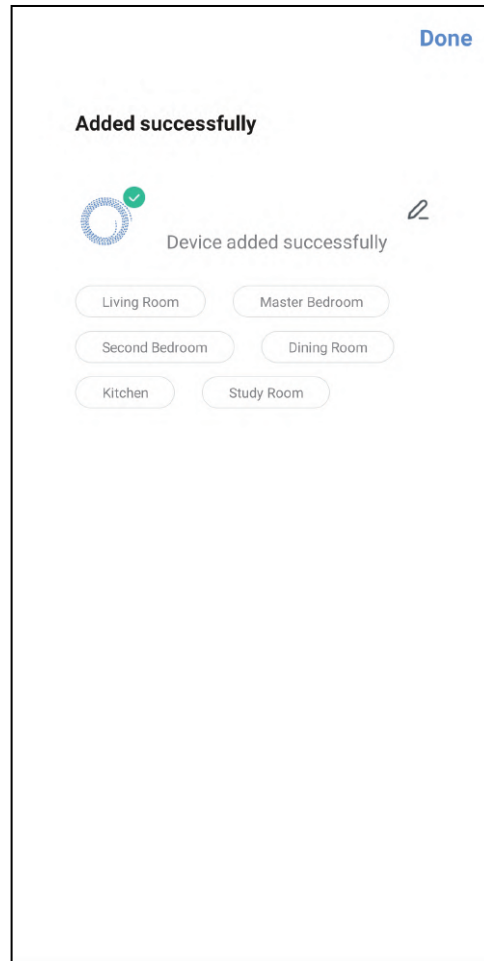 Done
Added successfully
Device added successfully
Living Room
Master Bedroom
Second Bedroom
Dining Room
Kitchen
Study Room